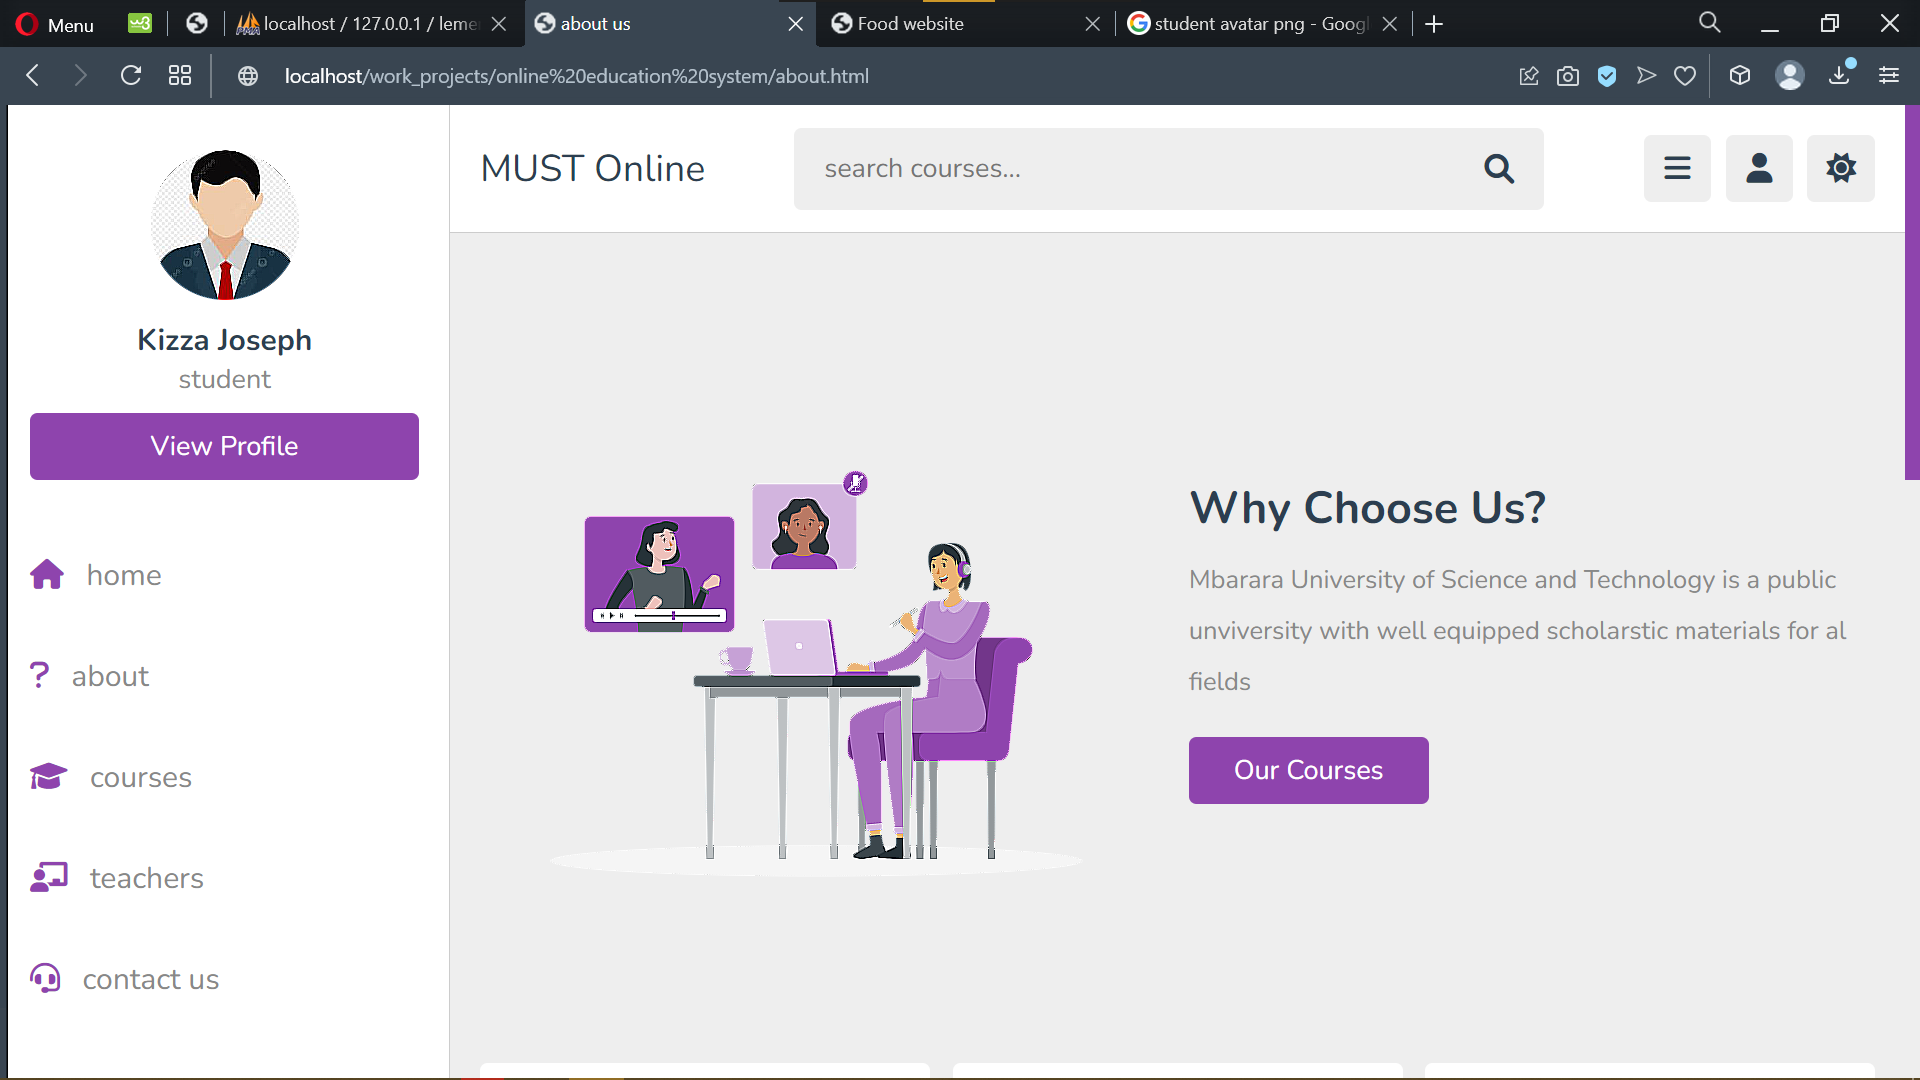 Menu
localhost / 127.0.0.1 / leme
about us
Food website
student avatar png - Googl
localhost/work_projects/online%20education%20system/about.html
MUST Online
search courses...
Kizza Joseph
student
View Profile
home
about
courses
teachers
contact us
Why Choose Us?
Mbarara University of Science and Technology is a public
unviversity with well equipped scholarstic materials for al
fields
Our Courses